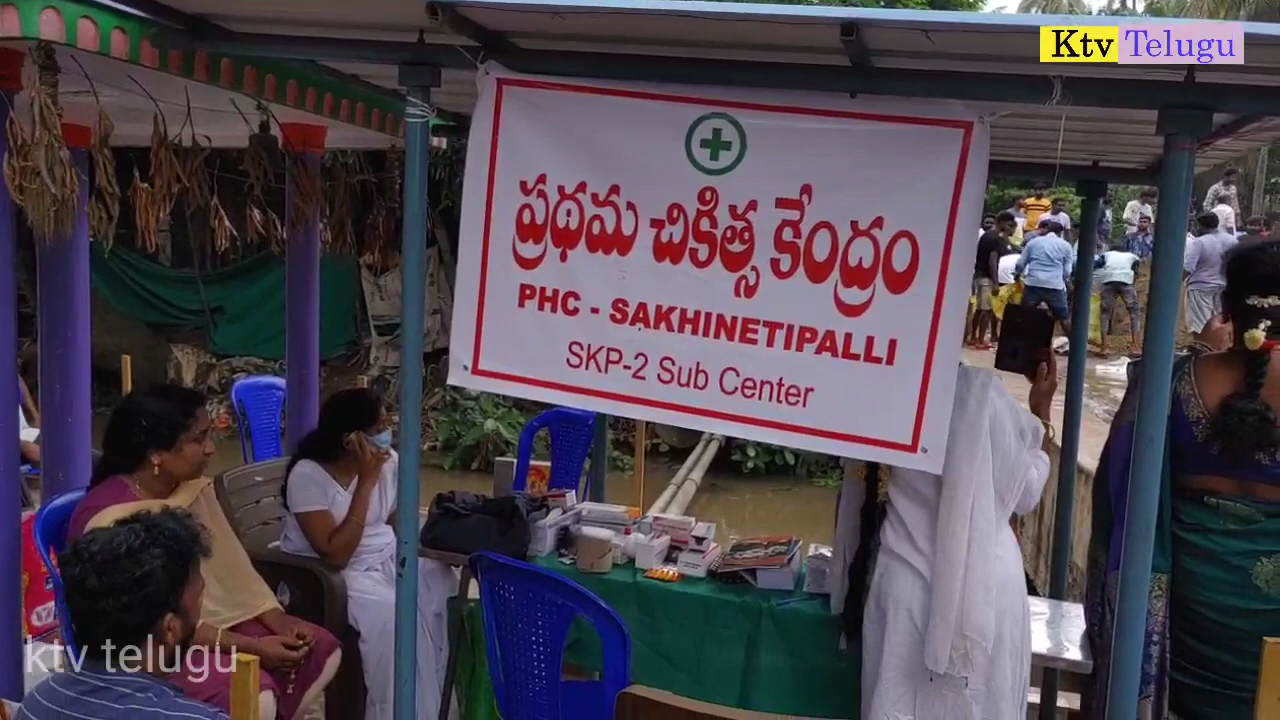 Ktv Telugu
ప్రథమ చికిత్స కేంద్రం
PHC - SAKHINETIPALLI
SKP-2 Sub Center
ktv telugu